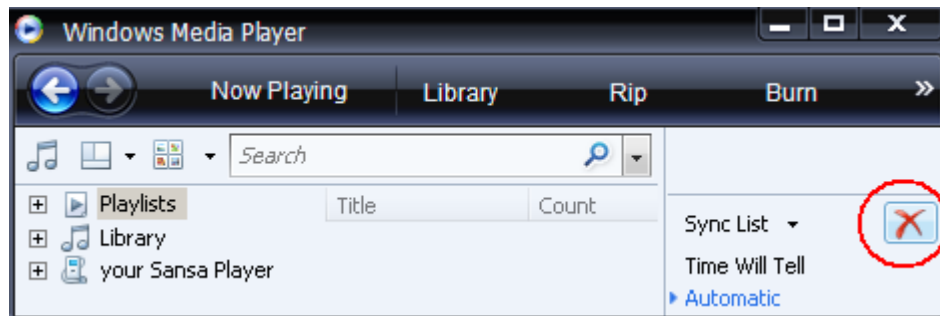 Windows Media Player
Now Playing Library Rip Burn »
Search
Playlists Title Count
Library
your Sansa Player
Sync List
Time Will Tell
Automatic